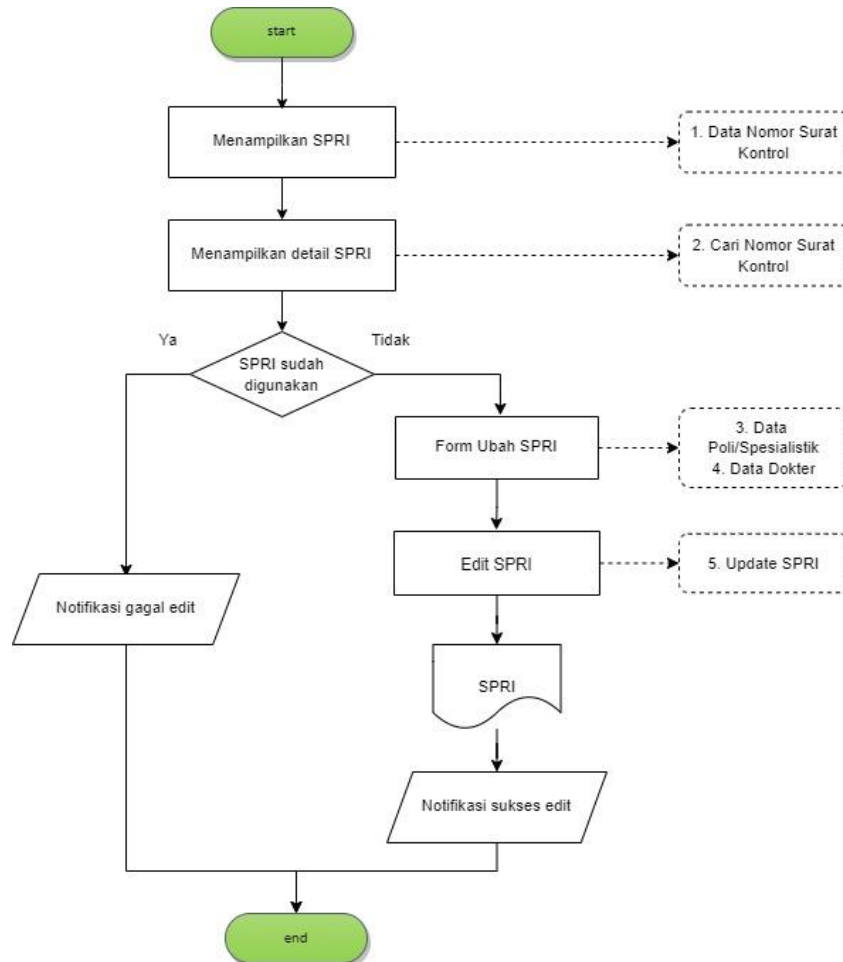 start
Menampilkan SPRI
1. Data Nomor Surat
Kontrol
Menampilkan detail SPRI
2. Cari Nomor Surat
Kontrol
Ya
Tidak
SPRI sudah
digunakan
Form Ubah SPRI
3. Data
Poli/Spesialistik
4. Data Dokter
Edit SPRI
5. Update SPRI
Notifikasi gagal edit
SPRI
Notifikasi sukses edit
end